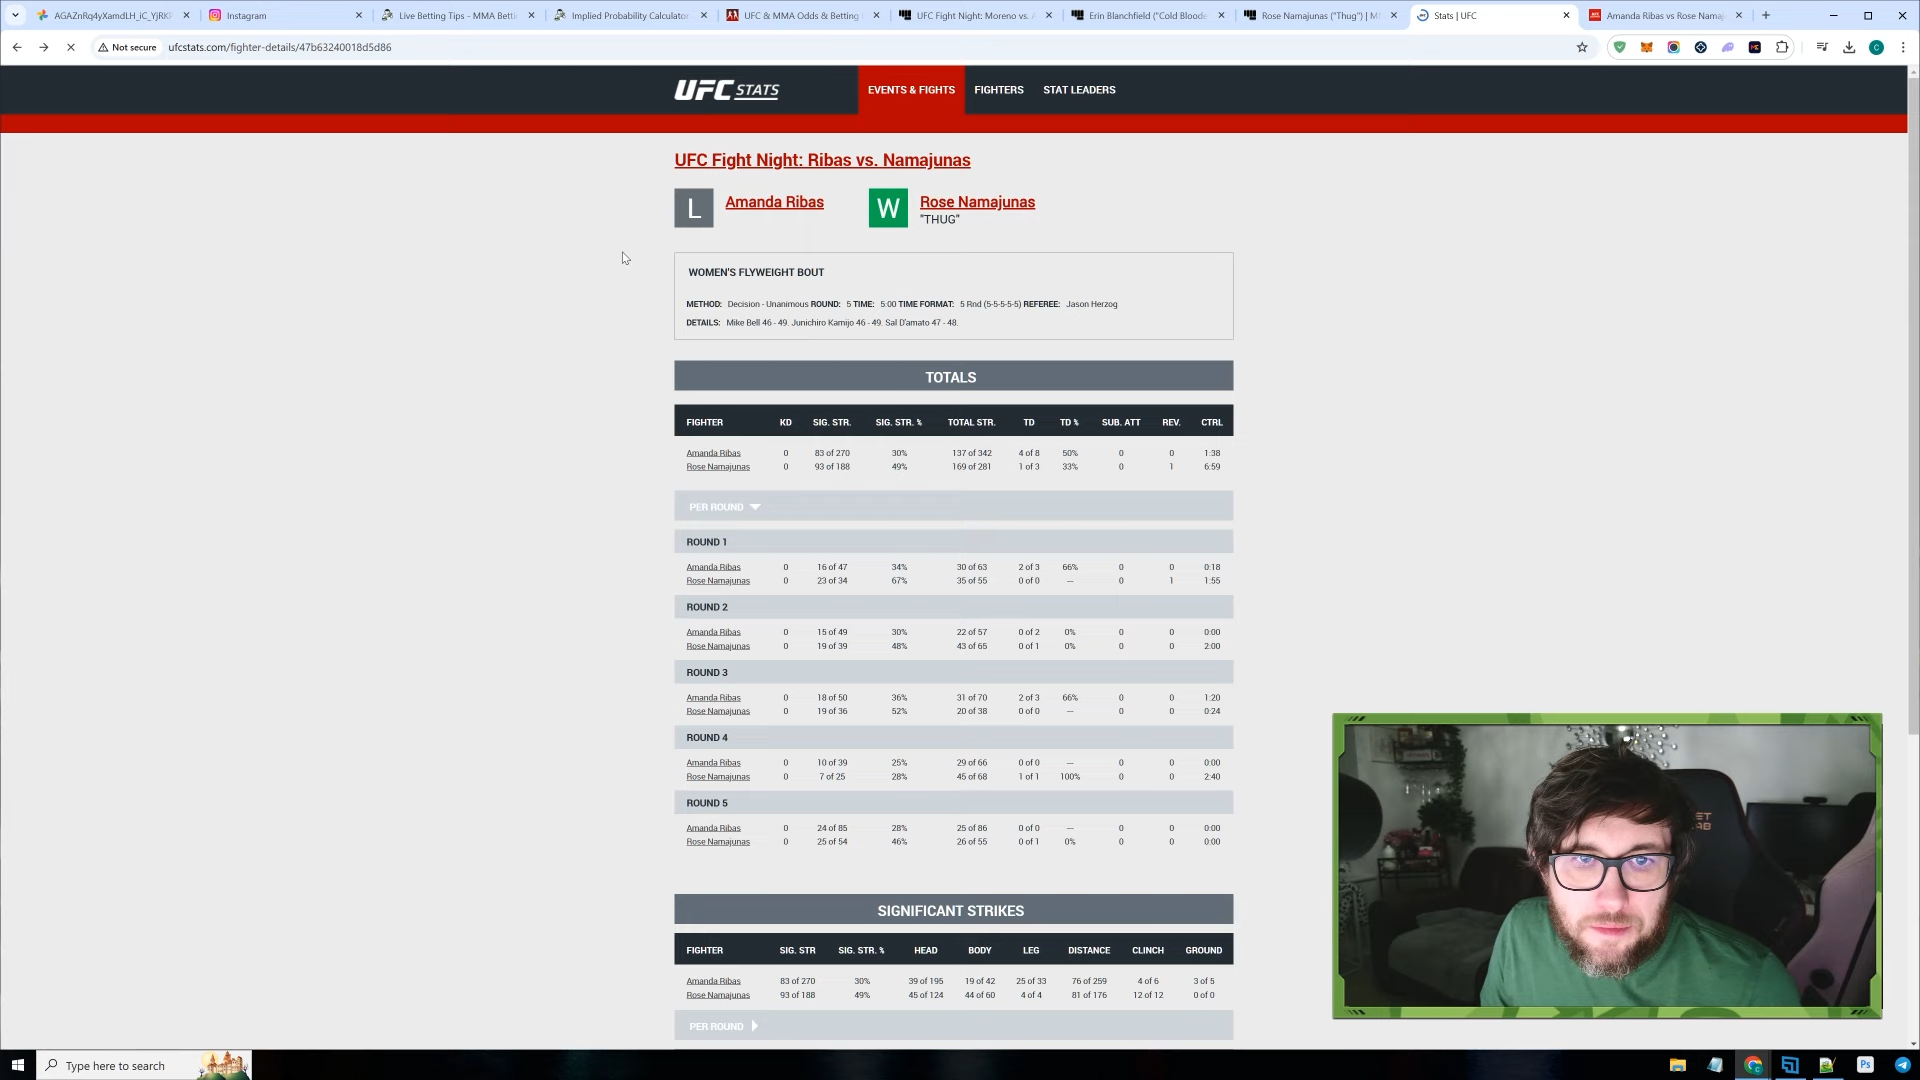 AGAZnRq4yXamdLH_iC_YjRKF
Instagram
Live Betting Tips - MMA Betti
Implied Probability Calculator
UFC & MMA Odds & Betting
UFC Fight Night: Moreno vs. A
Erin Blanchfield ("Cold Bloode
Rose Namajunas ("Thug") | M
Stats | UFC
Amanda Ribas vs Rose Namaj
Not secure
ufcstats.com/fighter-details/47b63240018d5d86
UFC STATS
EVENTS & FIGHTS
FIGHTERS
STAT LEADERS
UFC Fight Night: Ribas vs. Namajunas
L Amanda Ribas W Rose Namajunas
"THUG"
WOMEN'S FLYWEIGHT BOUT
METHOD: Decision - Unanimous ROUND: 5 TIME: 5:00 TIME FORMAT: 5 Rnd (5-5-5-5-5) REFEREE: Jason Herzog
DETAILS: Mike Bell 46 - 49. Junichiro Kamijo 46 - 49. Sal D'amato 47 - 48.
TOTALS
FIGHTER KD SIG. STR. SIG. STR. % TOTAL STR. TD TD % SUB. ATT REV. CTRL
Amanda Ribas 0 83 of 270 30% 137 of 342 4 of 8 50% 0 0 1:38
Rose Namajunas 0 93 of 188 49% 169 of 281 1 of 3 33% 0 1 6:59
PER ROUND
ROUND 1
Amanda Ribas 0 16 of 47 34% 30 of 63 2 of 3 66% 0 0 0:18
Rose Namajunas 0 23 of 34 67% 35 of 55 0 of 0 --- 0 1 1:55
ROUND 2
Amanda Ribas 0 15 of 49 30% 22 of 57 0 of 2 0% 0 0 0:00
Rose Namajunas 0 19 of 39 48% 43 of 65 0 of 1 0% 0 0 2:00
ROUND 3
Amanda Ribas 0 18 of 50 36% 31 of 70 2 of 3 66% 0 0 1:20
Rose Namajunas 0 19 of 36 52% 20 of 38 0 of 0 --- 0 0 0:24
ROUND 4
Amanda Ribas 0 10 of 39 25% 29 of 66 0 of 0 --- 0 0 0:00
Rose Namajunas 0 7 of 25 28% 45 of 68 1 of 1 100% 0 0 2:40
ROUND 5
Amanda Ribas 0 24 of 85 28% 25 of 86 0 of 0 --- 0 0 0:00
Rose Namajunas 0 25 of 54 46% 26 of 55 0 of 1 0% 0 0 0:00
SIGNIFICANT STRIKES
FIGHTER SIG. STR SIG. STR. % HEAD BODY LEG DISTANCE CLINCH GROUND
Amanda Ribas 83 of 270 30% 39 of 195 19 of 42 25 of 33 76 of 259 4 of 6 3 of 5
Rose Namajunas 93 of 188 49% 45 of 124 44 of 60 4 of 4 81 of 176 12 of 12 0 of 0
PER ROUND
Type here to search
Ps